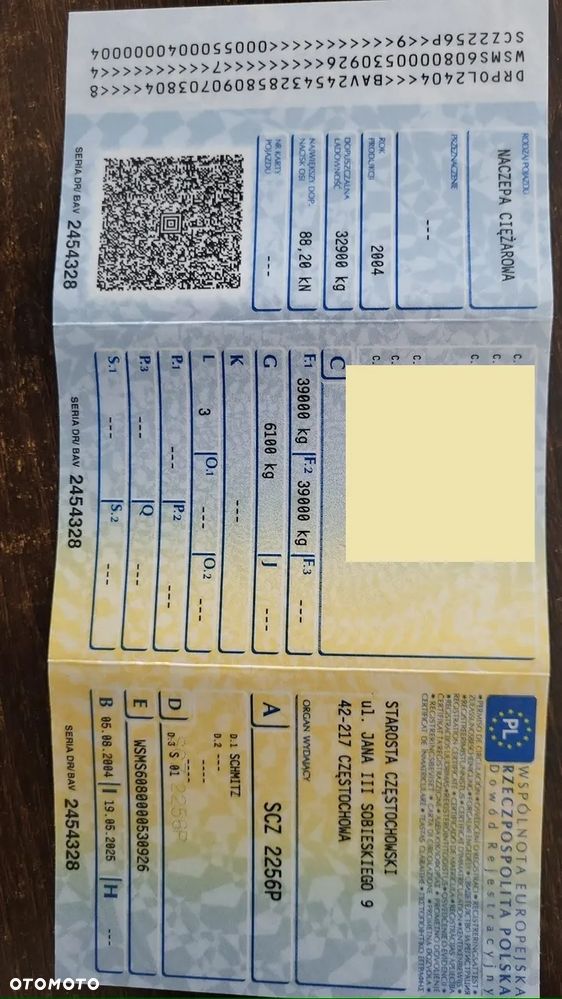 PL
WSPÓLNOTA EUROPEJSKA
RZECZPOSPOLITA POLSKA
Dowód Rejestracyjny
ORGAN WYDAJĄCY
STAROSTA CZĘSTOCHOWSKI
ul. JANA III SOBIESKIEGO 9
42-217 CZĘSTOCHOWA
A SCZ 2256P
D D.1 SCHMITZ
D.2 ---
----
D.3 S 01
E WSMS6080000530926
B 05.08.2004 I 19.05.2025 H ---
SERIA DR/ BAV 2454328
C.
C.
C.
C.
C.
C
F.1 39000 kg F.2 39000 kg F.3 ---
G 6100 kg J ---
K ---
L 3 O.1 --- O.2 ---
P.1 --- P.2 ---
P.3 --- Q ---
S.1 --- S.2 ---
SERIA DR/ BAV 2454328
RODZAJ POJAZDU
NACZEPA CIĘŻAROWA
PRZEZNACZENIE
---
ROK PRODUKCJI
2004
DOPUSZCZALNA ŁADOWNOŚĆ
32900 kg
NAJWIĘKSZY DOP. NACISK OSI
88,20 kN
NR KARTY POJAZDU
---
SERIA DR/ BAV 2454328
DRPOL2404<<BAV245432858090703804<<<<8
WSMS6080000530926<<<<<<7<<<<<<<<<<<4
SCZ2256P<9<<<<<<<<<0005500040000004
OTOMOTO